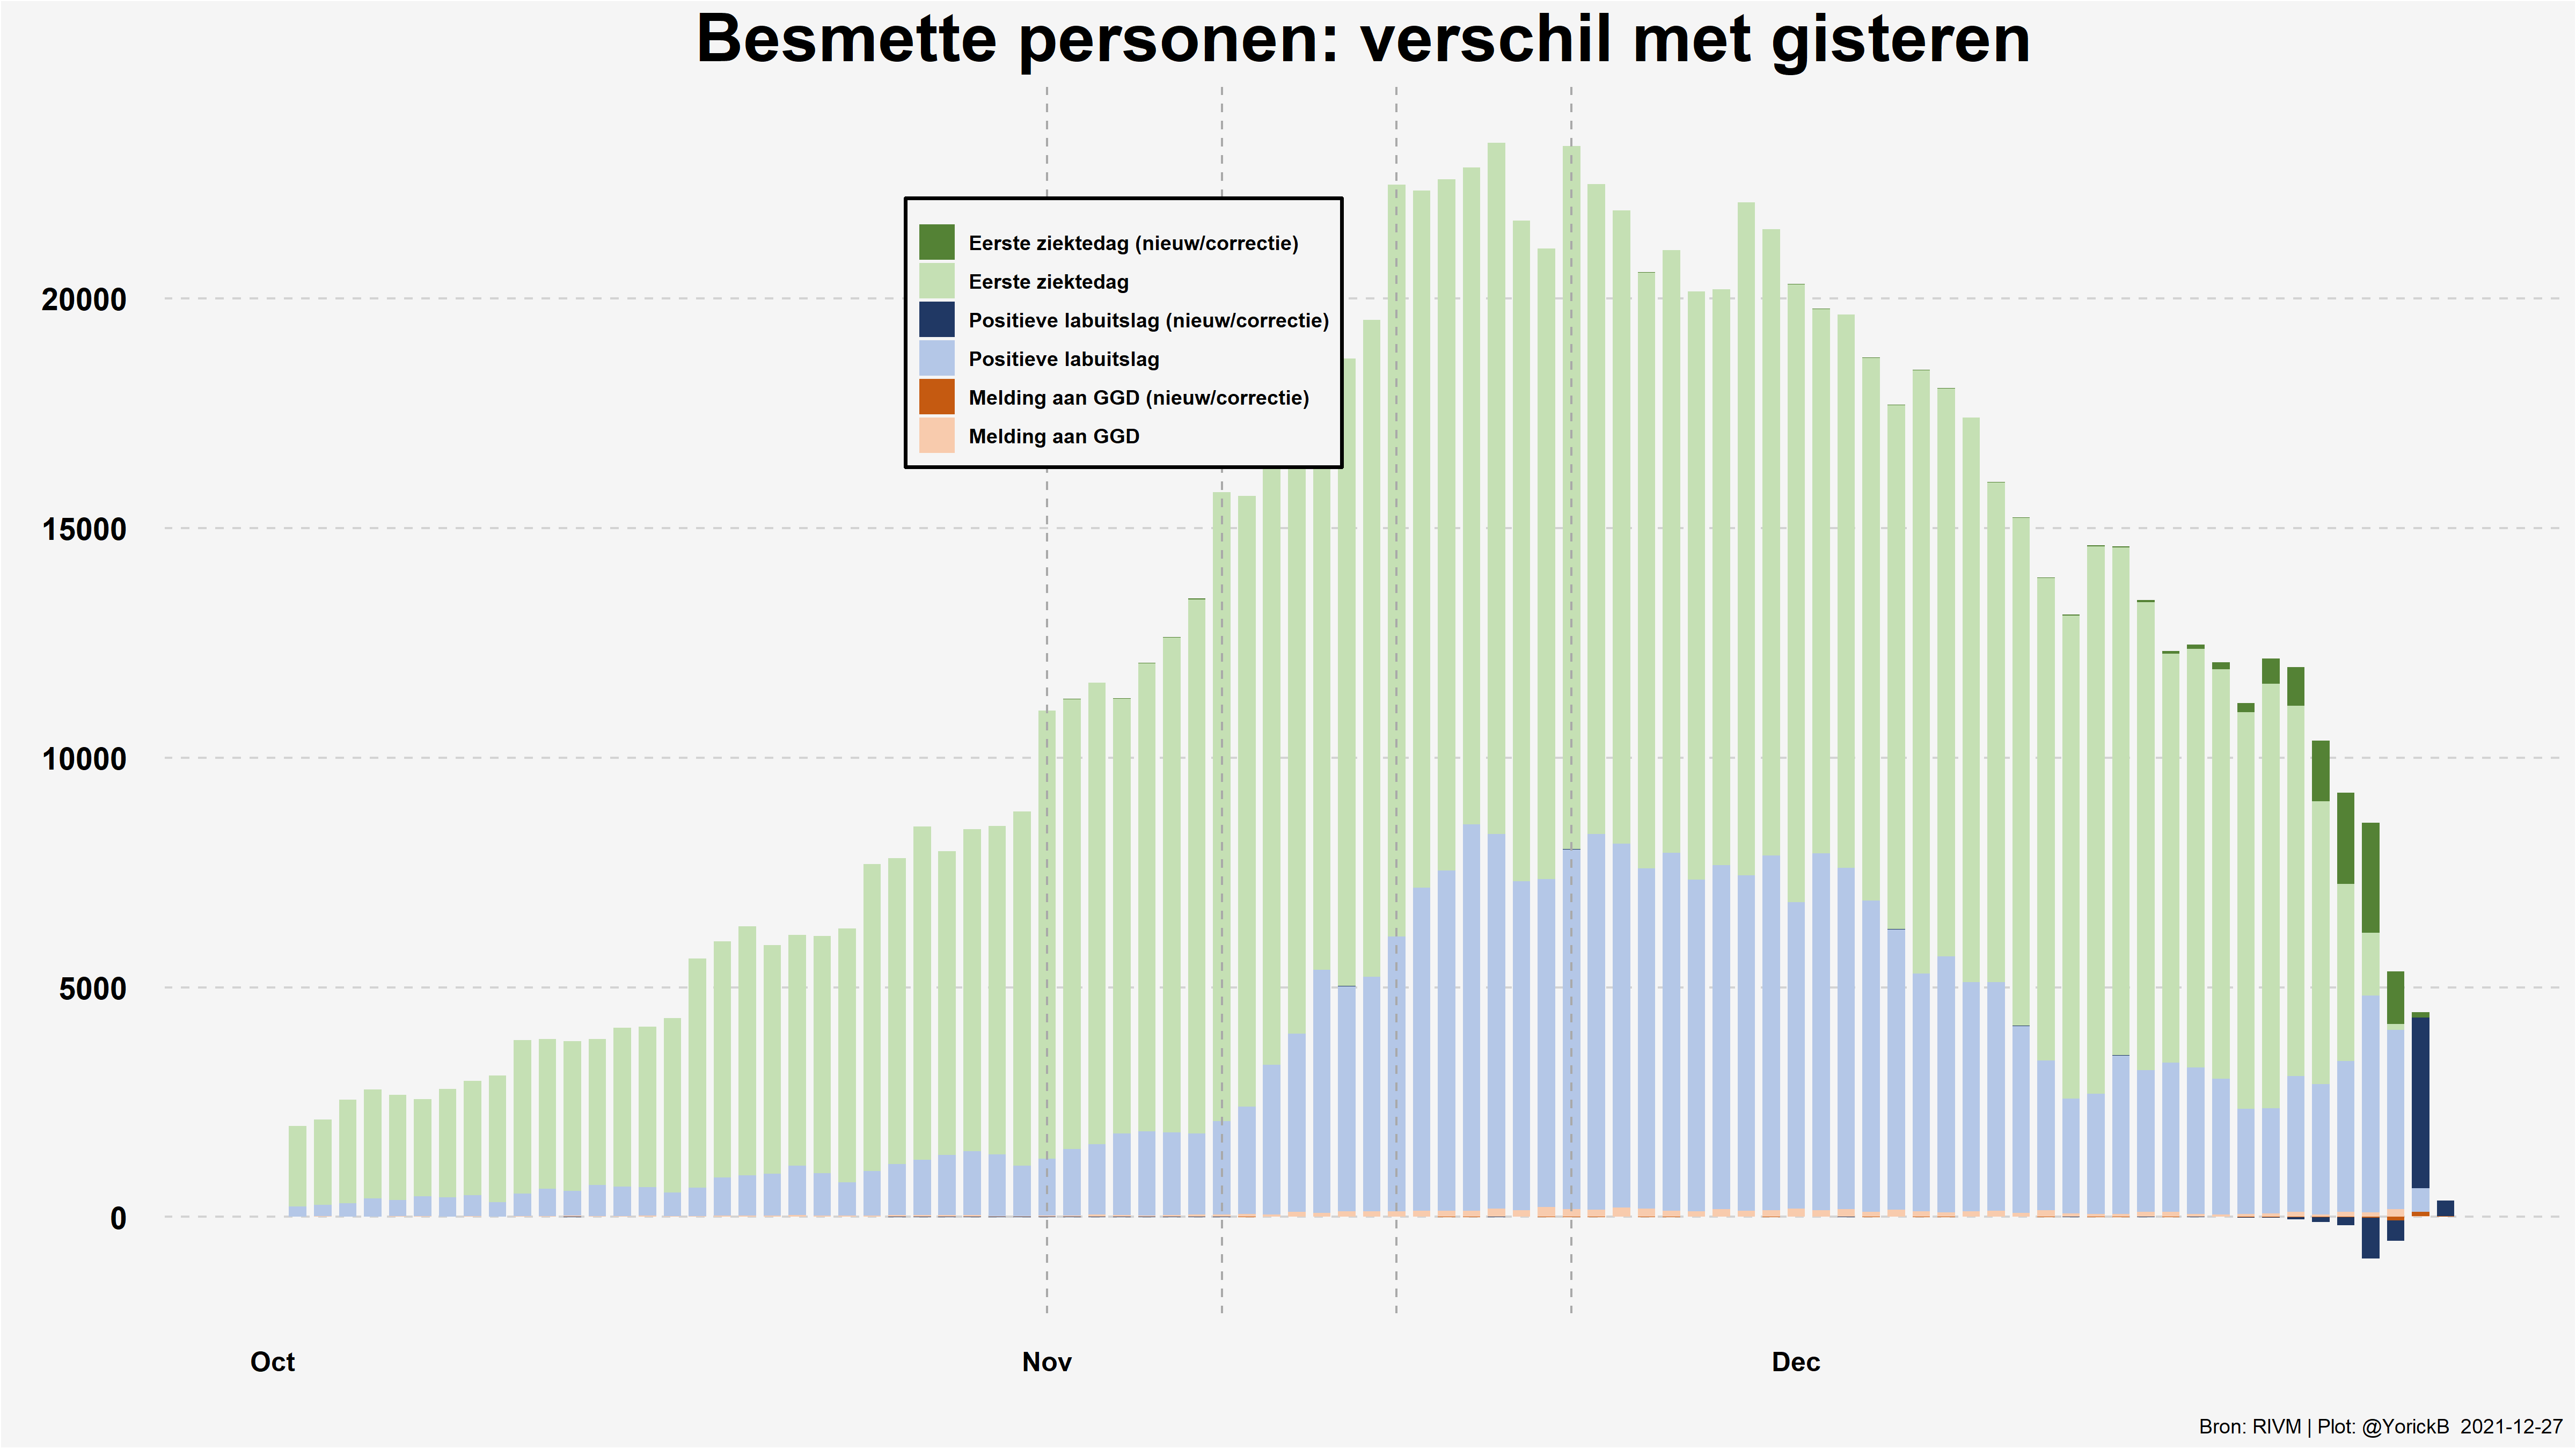 Besmette personen: verschil met gisteren
Eerste ziektedag (nieuw/correctie)
Eerste ziektedag
Positieve labuitslag (nieuw/correctie)
Positieve labuitslag
Melding aan GGD (nieuw/correctie)
Melding aan GGD
20000
15000
10000
5000
0
Oct Nov Dec
Bron: RIVM | Plot: @YorickB 2021-12-27